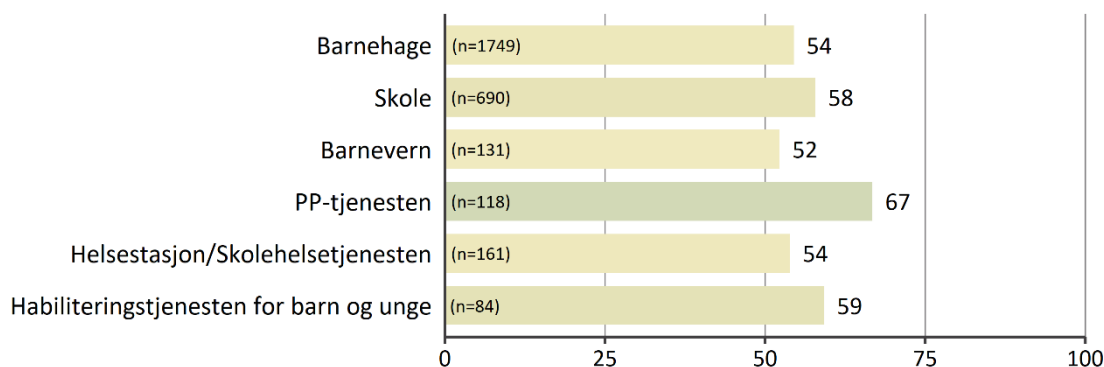 Barnehage (n=1749) 54
Skole (n=690) 58
Barnevern (n=131) 52
PP-tjenesten (n=118) 67
Helsestasjon/Skolehelsetjenesten (n=161) 54
Habiliteringstjenesten for barn og unge (n=84) 59
0 25 50 75 100